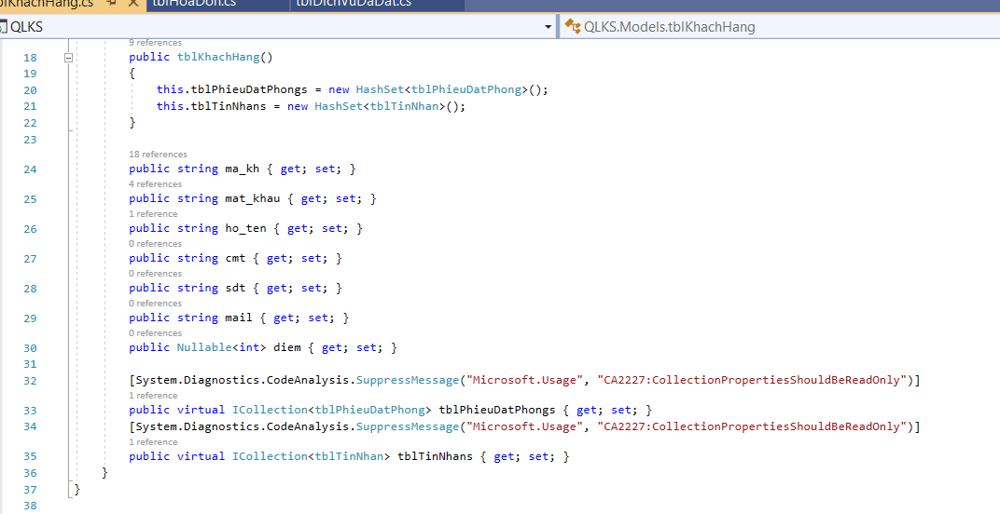 blKhachHang.cs tblHoaDon.cs tblDichVuDaDat.cs
QLKS QLKS.Models.tblKhachHang
9 references
18 public tblKhachHang()
19 {
20 this.tblPhieuDatPhongs = new HashSet<tblPhieuDatPhong>();
21 this.tblTinNhans = new HashSet<tblTinNhan>();
22 }
23
18 references
24 public string ma_kh { get; set; }
4 references
25 public string mat_khau { get; set; }
1 reference
26 public string ho_ten { get; set; }
0 references
27 public string cmt { get; set; }
0 references
28 public string sdt { get; set; }
0 references
29 public string mail { get; set; }
0 references
30 public Nullable<int> diem { get; set; }
31
32 [System.Diagnostics.CodeAnalysis.SuppressMessage("Microsoft.Usage", "CA2227:CollectionPropertiesShouldBeReadOnly")]
1 reference
33 public virtual ICollection<tblPhieuDatPhong> tblPhieuDatPhongs { get; set; }
34 [System.Diagnostics.CodeAnalysis.SuppressMessage("Microsoft.Usage", "CA2227:CollectionPropertiesShouldBeReadOnly")]
1 reference
35 public virtual ICollection<tblTinNhan> tblTinNhans { get; set; }
36 }
37 }
38